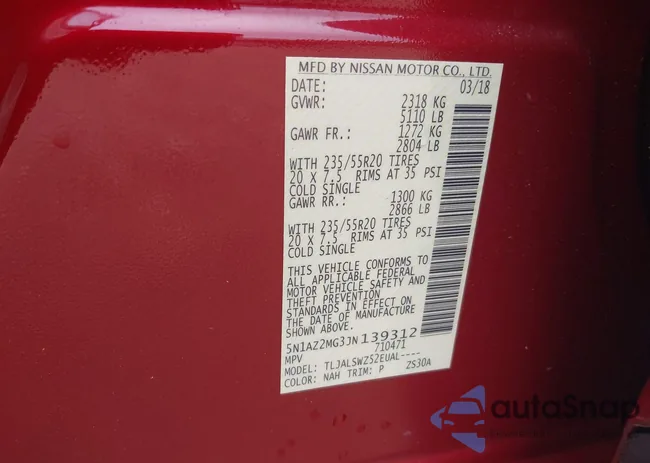 MFD BY NISSAN MOTOR CO., LTD.
DATE: 03/18
GVWR: 2318 KG
5110 LB
GAWR FR.: 1272 KG
2804 LB
WITH 235/55R20 TIRES
20 X 7.5 RIMS AT 35 PSI
COLD SINGLE
GAWR RR.: 1300 KG
2866 LB
WITH 235/55R20 TIRES
20 X 7.5 RIMS AT 35 PSI
COLD SINGLE
THIS VEHICLE CONFORMS TO
ALL APPLICABLE FEDERAL
MOTOR VEHICLE SAFETY AND
THEFT PREVENTION
STANDARDS IN EFFECT ON
THE DATE OF MANUFACTURE
SHOWN ABOVE.
5N1AZ2MG3JN139312
MPV 710471
MODEL: TLJALSWZS2EUAL----
COLOR: NAH TRIM: P ZS30A
autoSnap